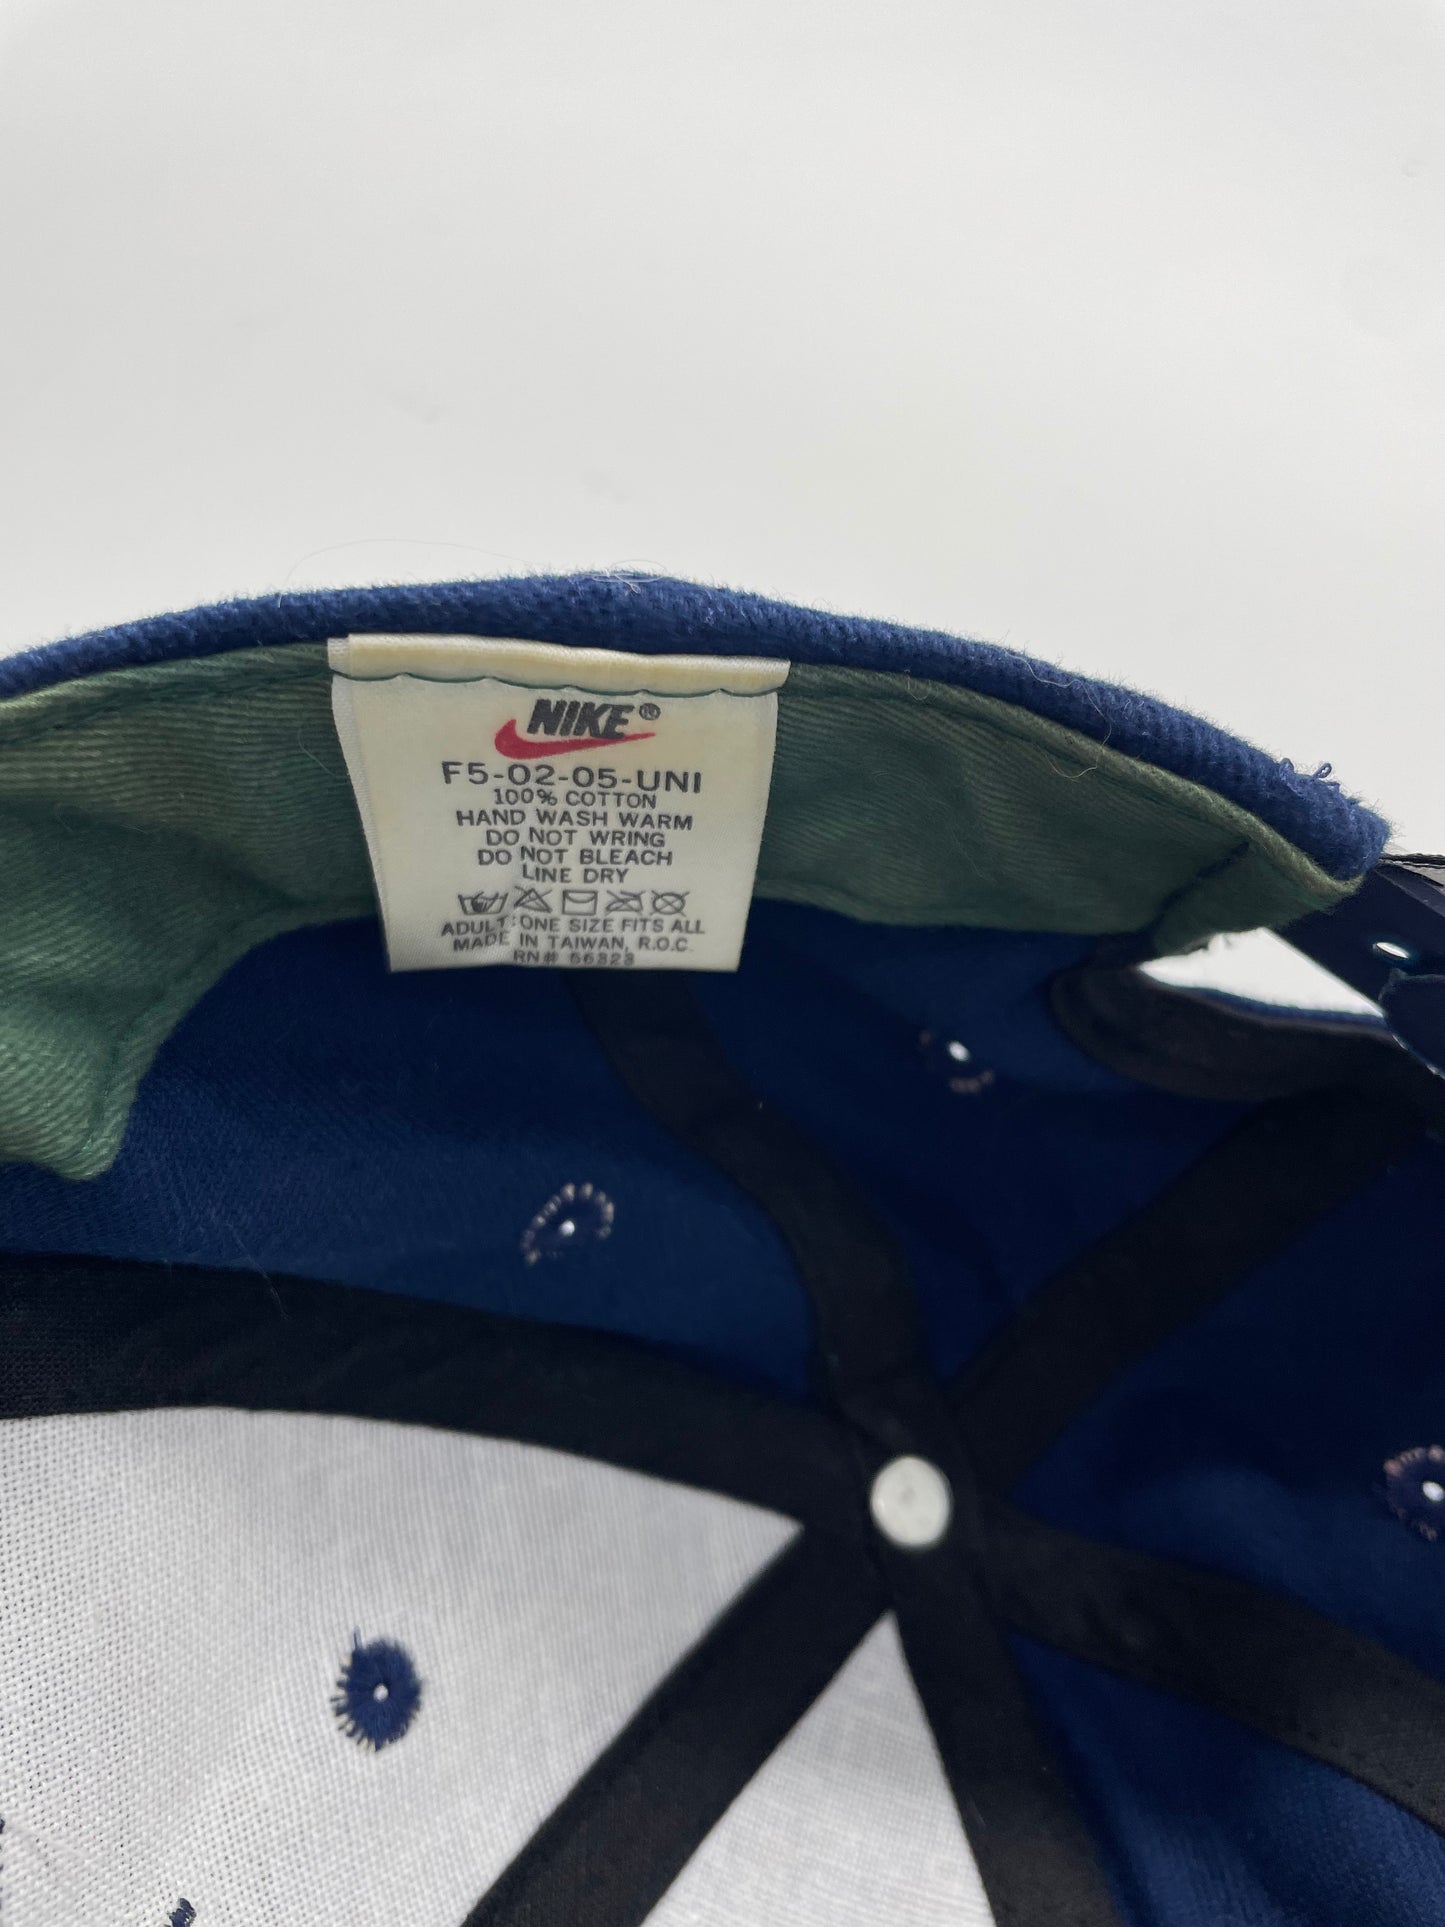 NIKE®
F5-02-05-UNI
100% COTTON
HAND WASH WARM
DO NOT WRING
DO NOT BLEACH
LINE DRY
ADULT:ONE SIZE FITS ALL
MADE IN TAIWAN, R.O.C.
RN# 56323